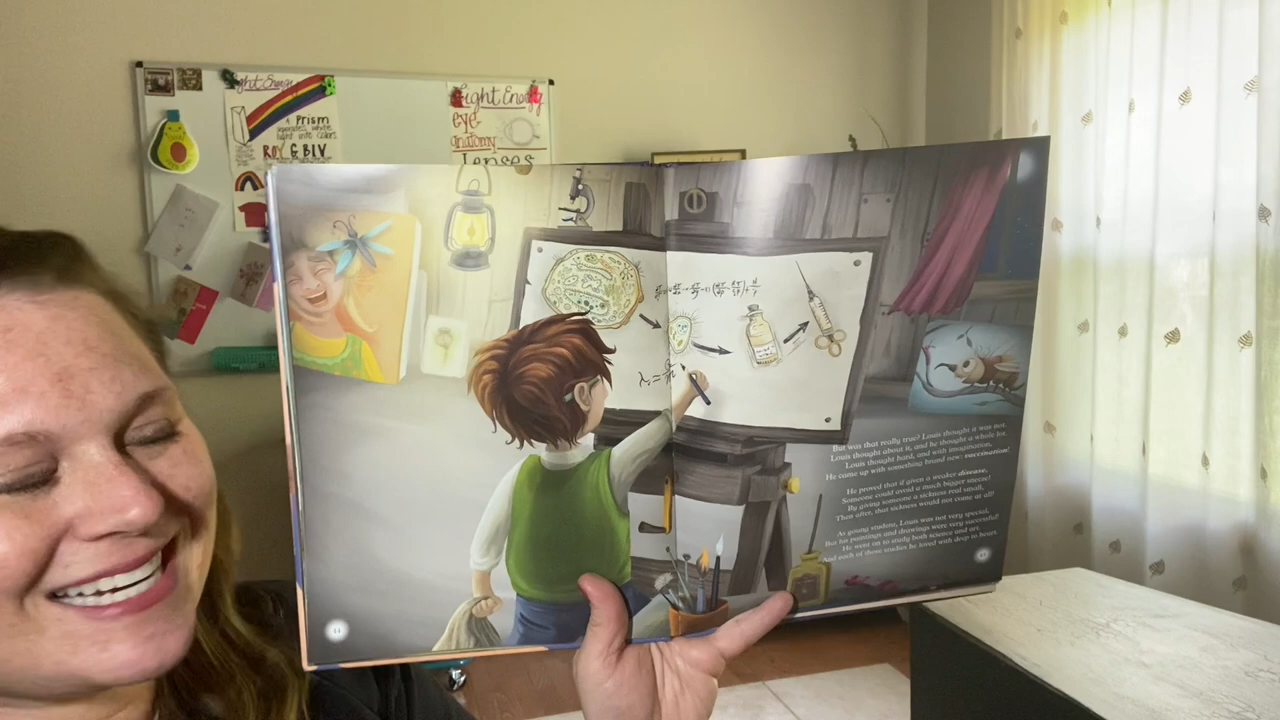 ght Energy
Prism
separates white
light into colors.
ROY G BIV
Light Energy
eye
anatomy
Lenses
But was that really true? Louis thought it was not.
Louis thought about it, and he thought a whole lot.
Louis thought hard, and with imagination,
He came up with something brand new: vaccination!
He proved that if given a weaker disease,
Someone could avoid a much bigger sneeze!
By giving someone a sickness real small,
Then after, that sickness would not come at all!
As young student, Louis was not very special,
But his paintings and drawings were very successful!
He went on to study both science and art,
And each of those studies he loved with deep to heart.